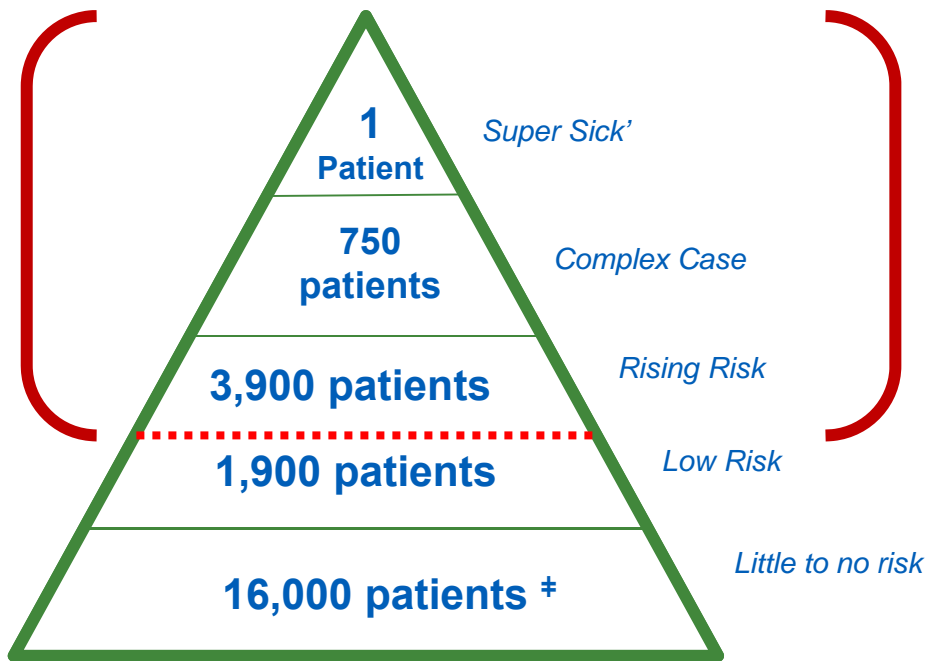 1
Patient
Super Sick’
750
patients
Complex Case
3,900 patients
Rising Risk
1,900 patients
Low Risk
16,000 patients ‡
Little to no risk